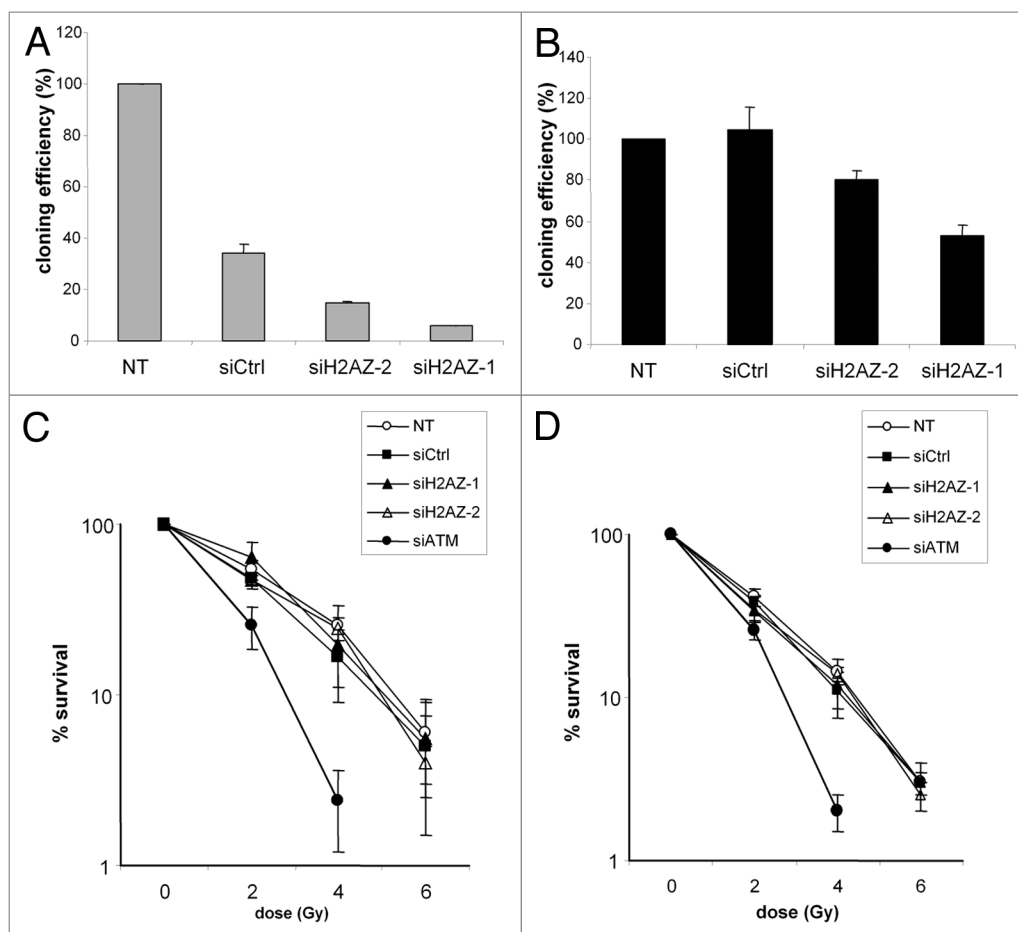 A
cloning efficiency (%)
120
100
80
60
40
20
0
NT siCtrl siH2AZ-2 siH2AZ-1
B
cloning efficiency (%)
140
120
100
80
60
40
20
0
NT siCtrl siH2AZ-2 siH2AZ-1
C
NT
siCtrl
siH2AZ-1
siH2AZ-2
siATM
% survival
100
10
1
0 2 4 6
dose (Gy)
D
NT
siCtrl
siH2AZ-1
siH2AZ-2
siATM
% survival
100
10
1
0 2 4 6
dose (Gy)